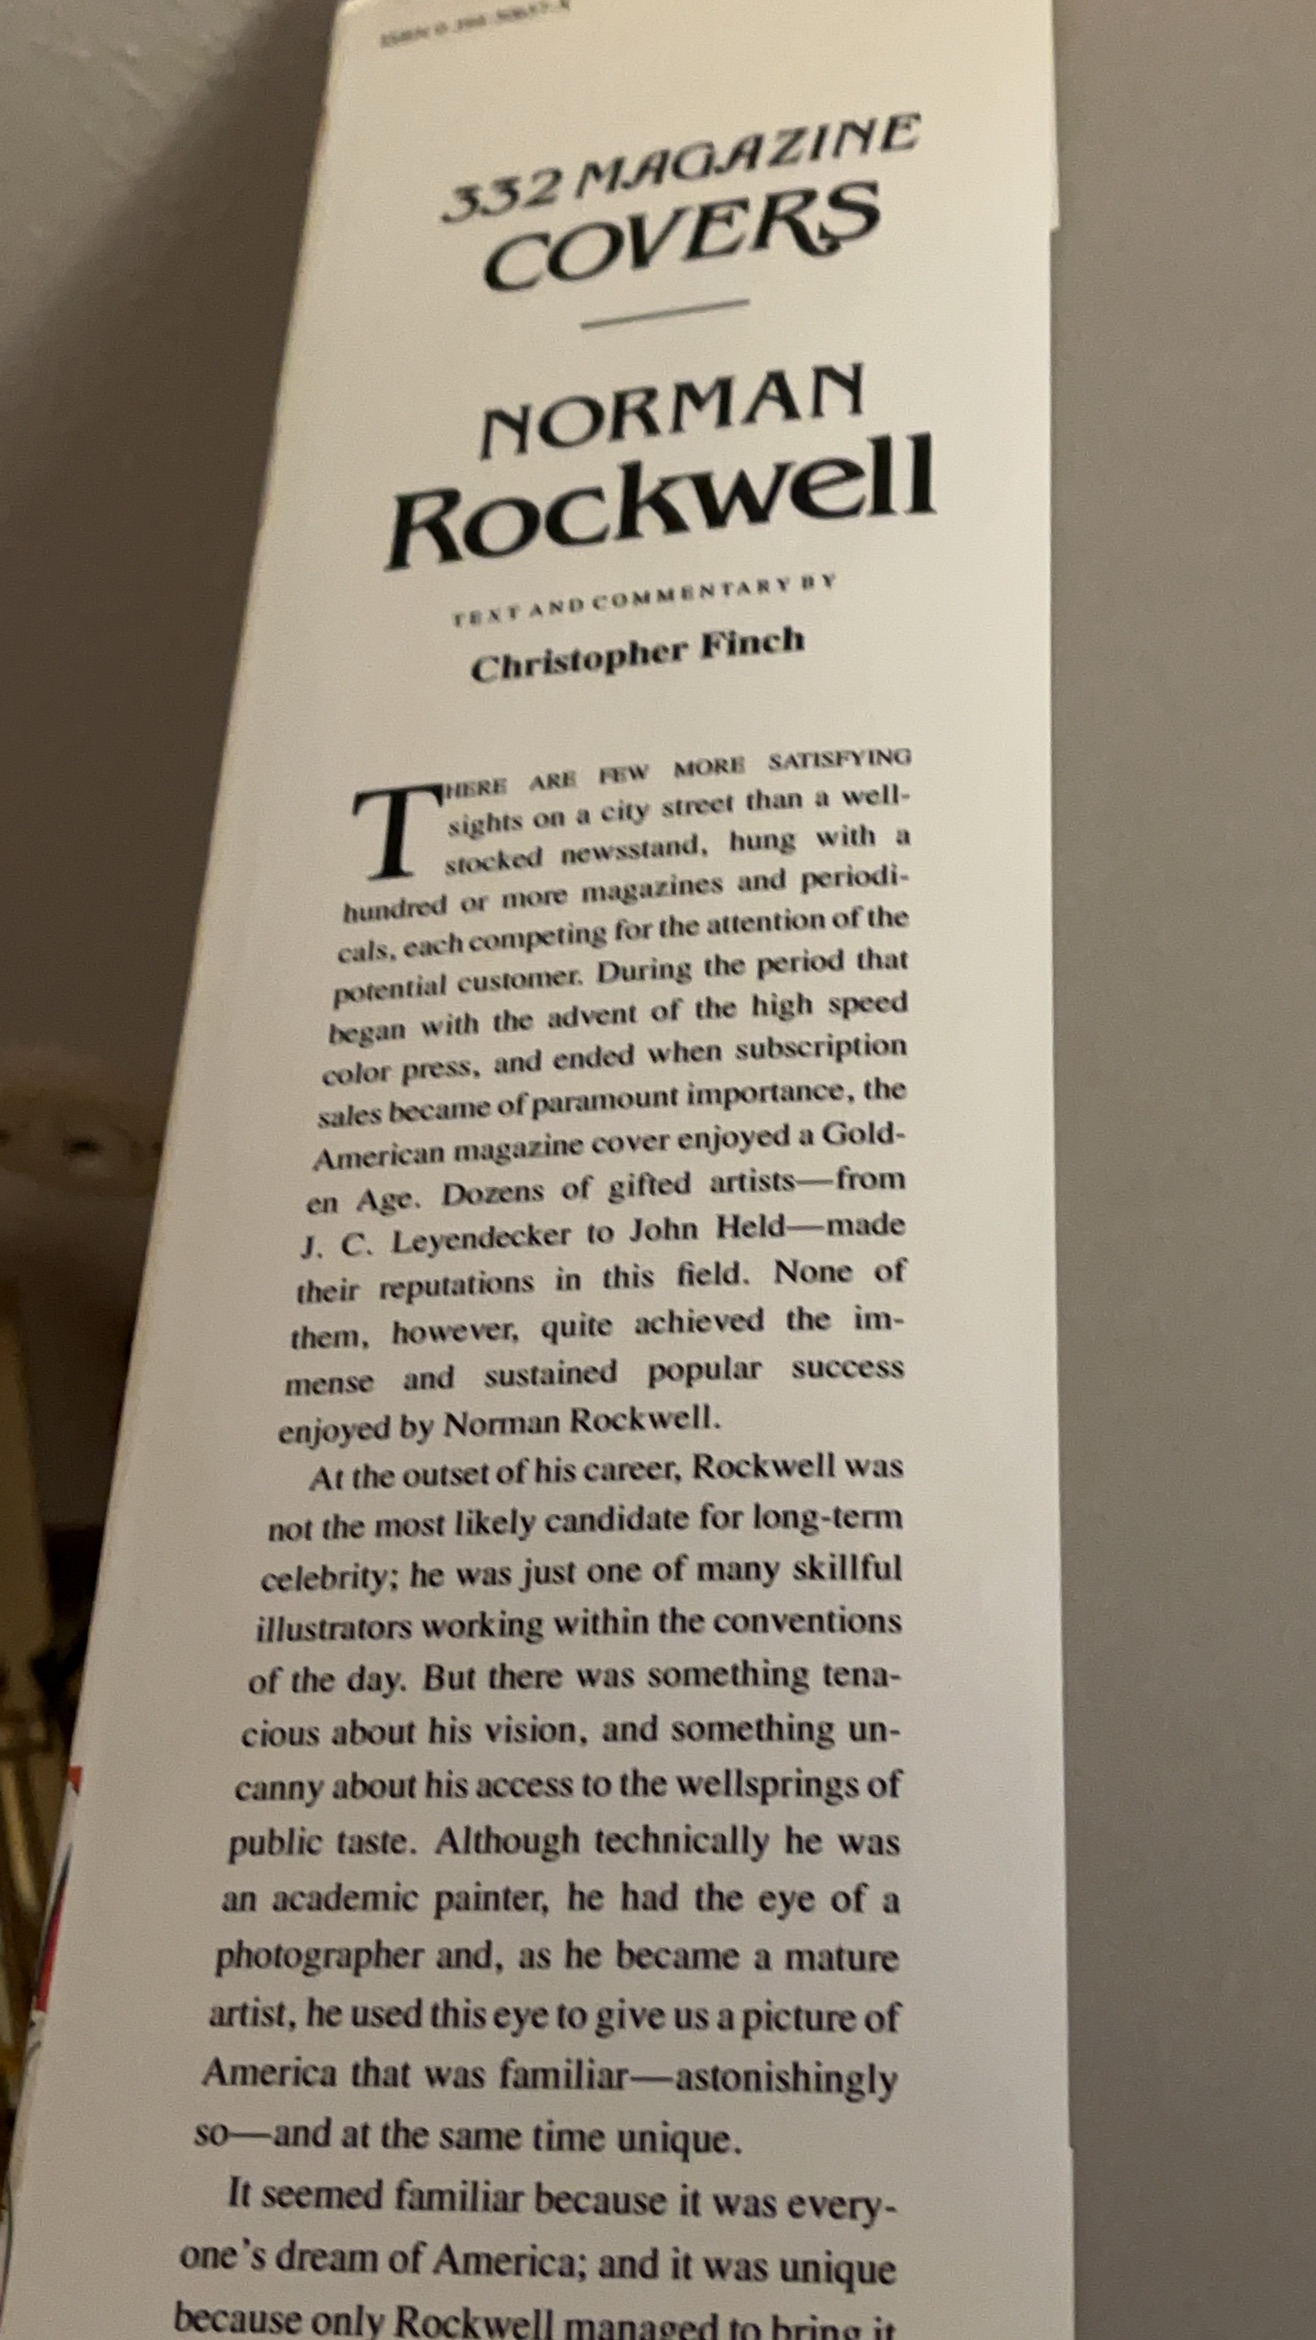 332 MAGAZINE
COVERS
NORMAN
Rockwell
TEXT AND COMMENTARY BY
Christopher Finch
THERE ARE FEW MORE SATISFYING
sights on a city street than a well-
stocked newsstand, hung with a
hundred or more magazines and periodi-
cals, each competing for the attention of the
potential customer. During the period that
began with the advent of the high speed
color press, and ended when subscription
sales became of paramount importance, the
American magazine cover enjoyed a Gold-
en Age. Dozens of gifted artists—from
J. C. Leyendecker to John Held—made
their reputations in this field. None of
them, however, quite achieved the im-
mense and sustained popular success
enjoyed by Norman Rockwell.
At the outset of his career, Rockwell was
not the most likely candidate for long-term
celebrity; he was just one of many skillful
illustrators working within the conventions
of the day. But there was something tena-
cious about his vision, and something un-
canny about his access to the wellsprings of
public taste. Although technically he was
an academic painter, he had the eye of a
photographer and, as he became a mature
artist, he used this eye to give us a picture of
America that was familiar—astonishingly
so—and at the same time unique.
It seemed familiar because it was every-
one's dream of America; and it was unique
because only Rockwell managed to bring it